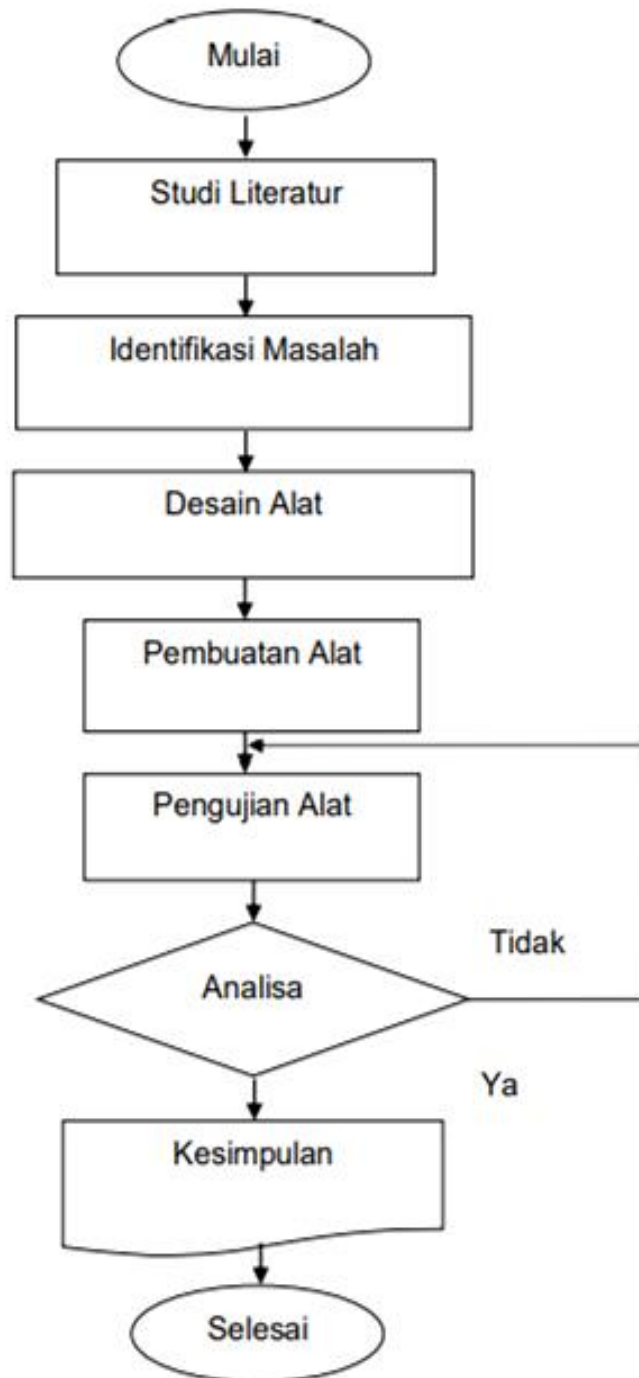 Mulai
Studi Literatur
Identifikasi Masalah
Desain Alat
Pembuatan Alat
Pengujian Alat
Tidak
Analisa
Ya
Kesimpulan
Selesai